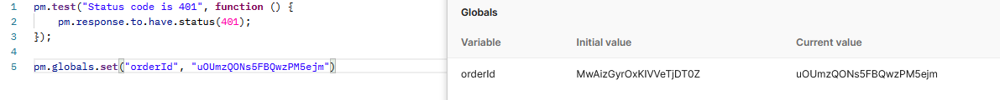 1 pm.test("Status code is 401", function () {
2 pm.response.to.have.status(401);
3 });
4
5 pm.globals.set("orderId", "uOUmzQONs5FBQwzPM5ejm")
Globals
Variable Initial value Current value
orderId MwAizGyrOxKIVVeTjDT0Z uOUmzQONs5FBQwzPM5ejm